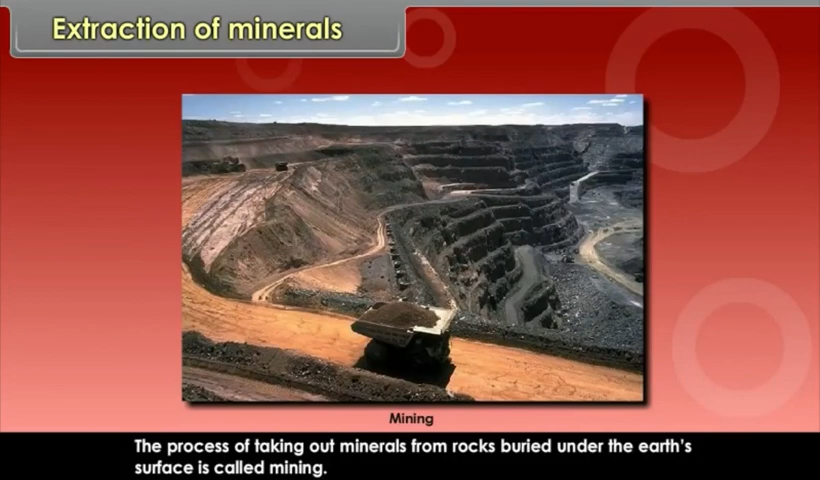 Extraction of minerals
Mining
The process of taking out minerals from rocks buried under the earth's
surface is called mining.